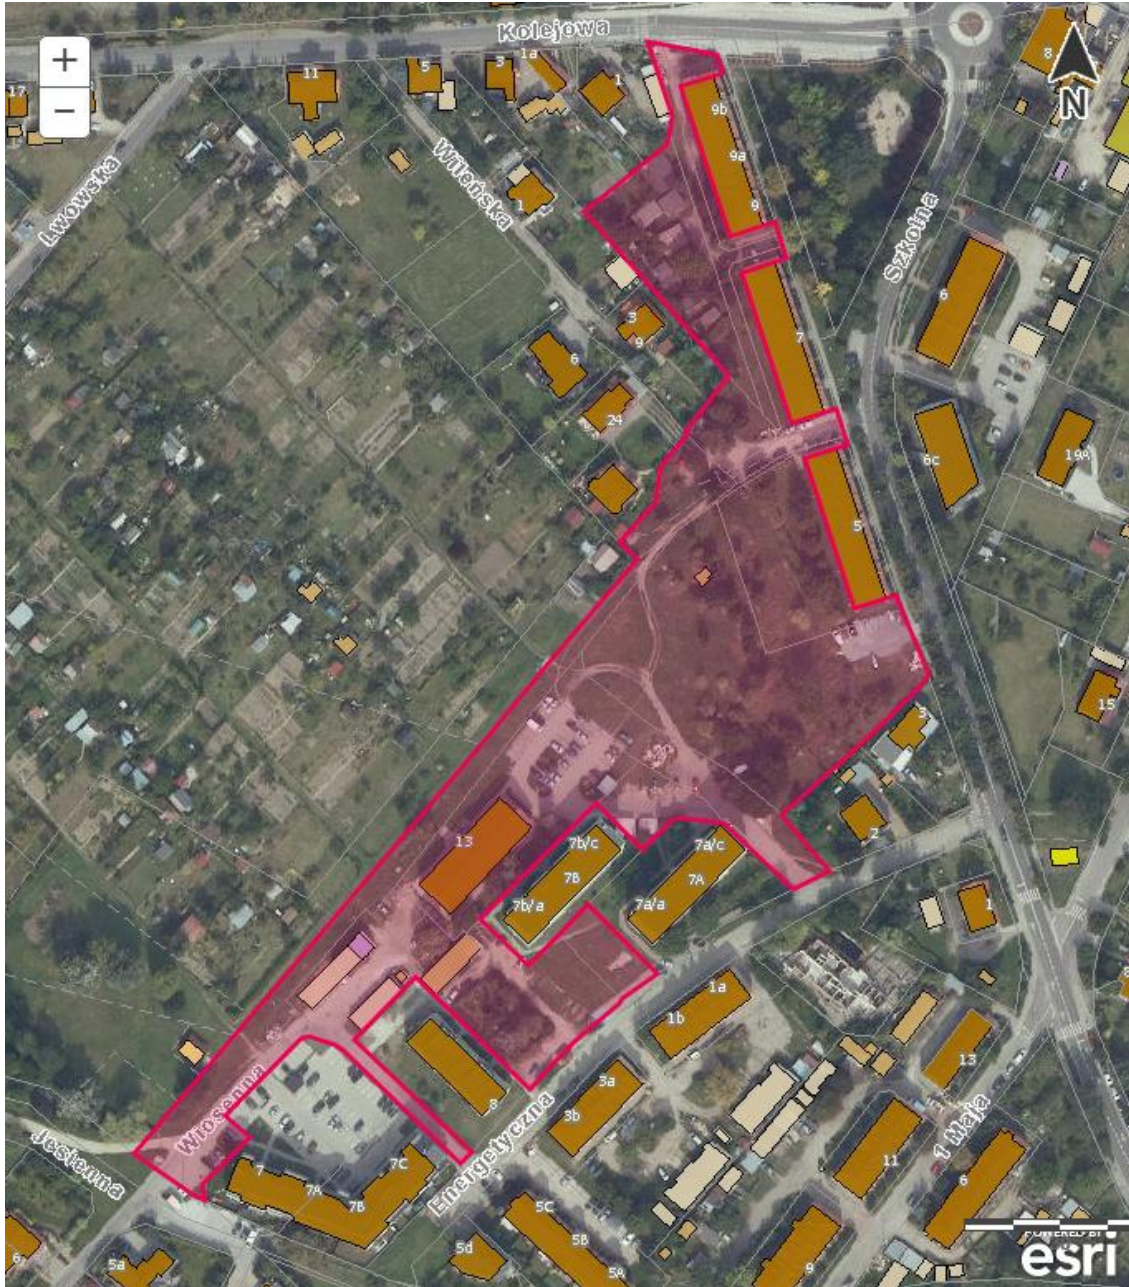 Kolejowa
+
−
N
17
11
5
3
1a
1
8
9b
9a
9
Lwowska
Wileńska
1
Szkolna
6
3
9
7
6
24
6c
19A
5
15
3
2
13
7b/c
7B
7b/a
7a/c
7A
7a/a
1
1a
1b
13
3a
3b
8
Wiosenna
Jesienna
Energetyczna
1 Maja
11
6
7
7A
7B
7C
5C
5B
5A
5d
5a
6
9
POWERED BY
esri